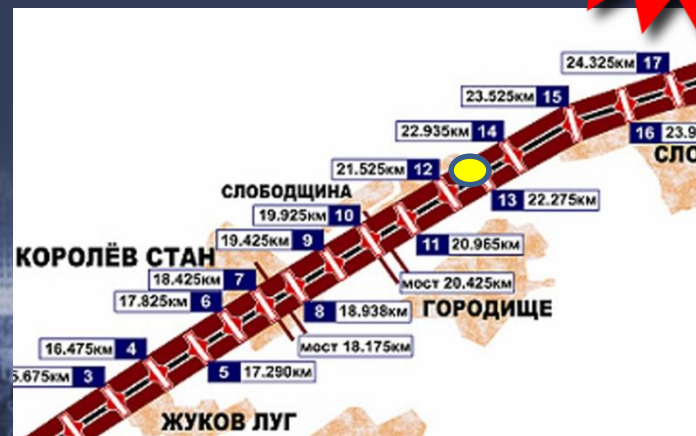 24.325км 17
23.525км 15
22.935км 14
16 23.9
СЛО
21.525км 12
СЛОБОДЩИНА
13 22.275км
19.925км 10
19.425км 9
11 20.965км
КОРОЛЁВ СТАН
18.425км 7
мост 20.425км
17.825км 6
8 18.938км
ГОРОДИЩЕ
16.475км 4
мост 18.175км
5.675км 3
5 17.290км
ЖУКОВ ЛУГ